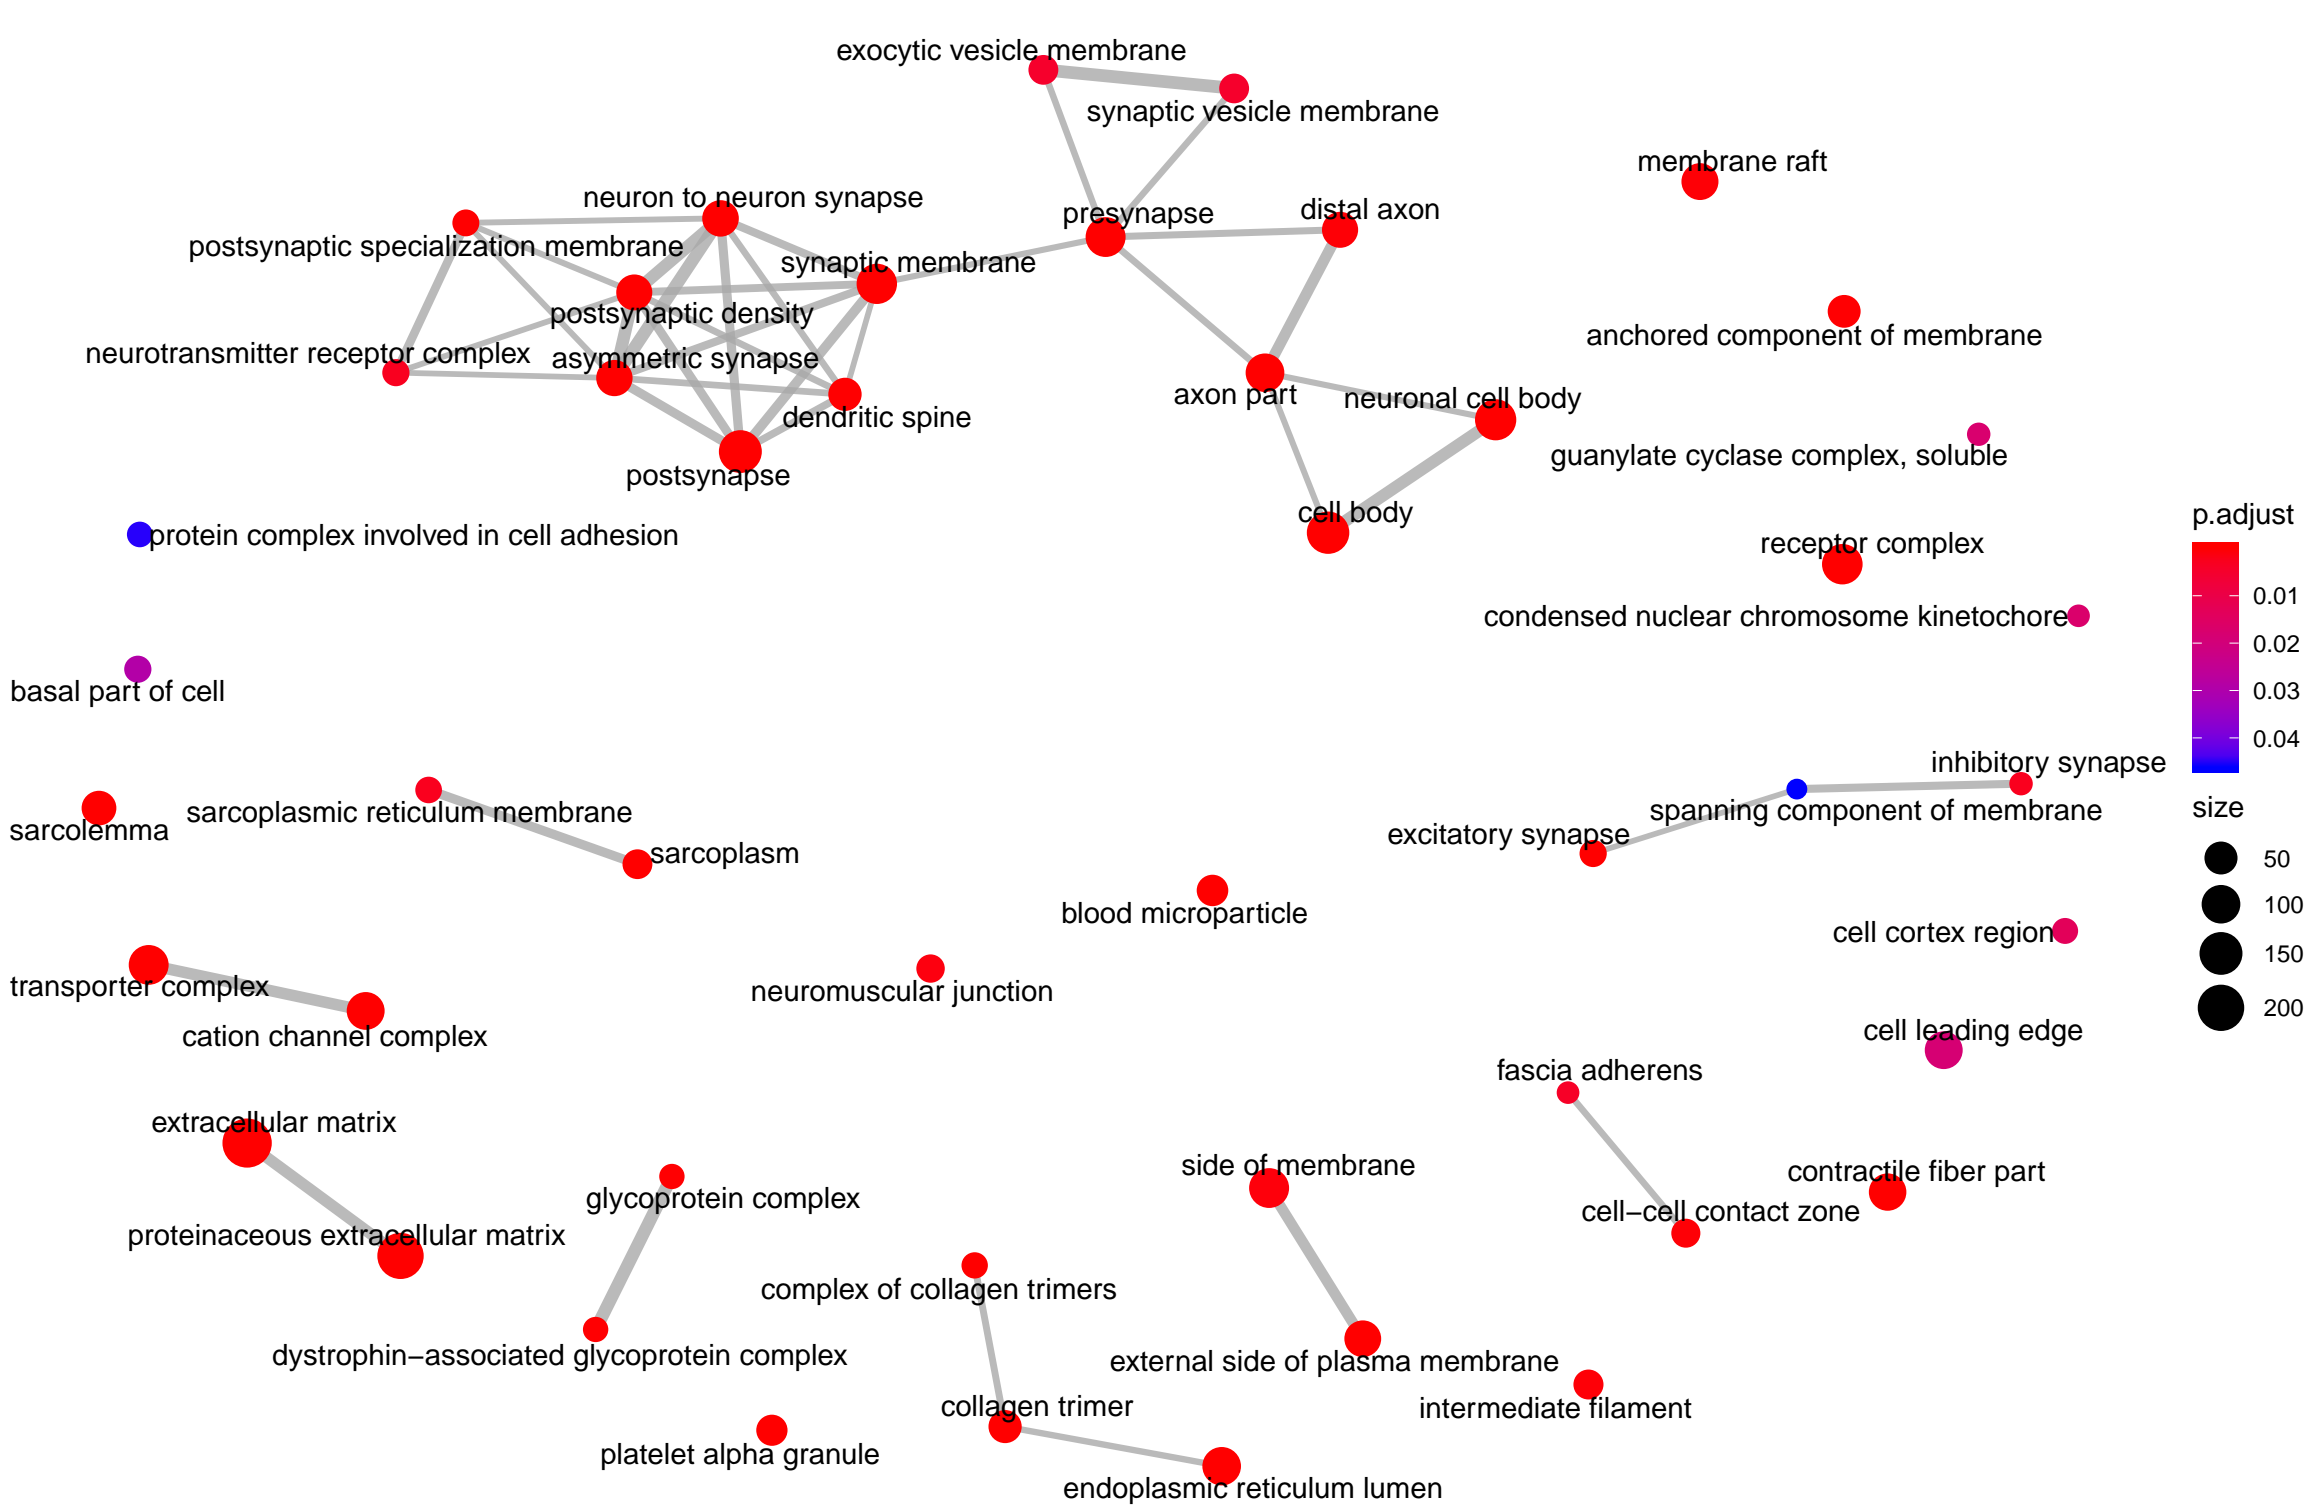 exocytic vesicle membrane
synaptic vesicle membrane
membrane raft
neuron to neuron synapse
presynapse
distal axon
postsynaptic specialization membrane
synaptic membrane
postsynaptic density
anchored component of membrane
neurotransmitter receptor complex
asymmetric synapse
axon part
neuronal cell body
dendritic spine
guanylate cyclase complex, soluble
postsynapse
cell body
p.adjust
protein complex involved in cell adhesion
receptor complex
0.01
condensed nuclear chromosome kinetochore
0.02
basal part of cell
0.03
0.04
inhibitory synapse
sarcoplasmic reticulum membrane
spanning component of membrane
size
sarcolemma
excitatory synapse
sarcoplasm
50
blood microparticle
100
cell cortex region
150
transporter complex
neuromuscular junction
200
cation channel complex
cell leading edge
fascia adherens
extracellular matrix
side of membrane
contractile fiber part
glycoprotein complex
cell−cell contact zone
proteinaceous extracellular matrix
complex of collagen trimers
dystrophin−associated glycoprotein complex
external side of plasma membrane
collagen trimer
intermediate filament
platelet alpha granule
endoplasmic reticulum lumen